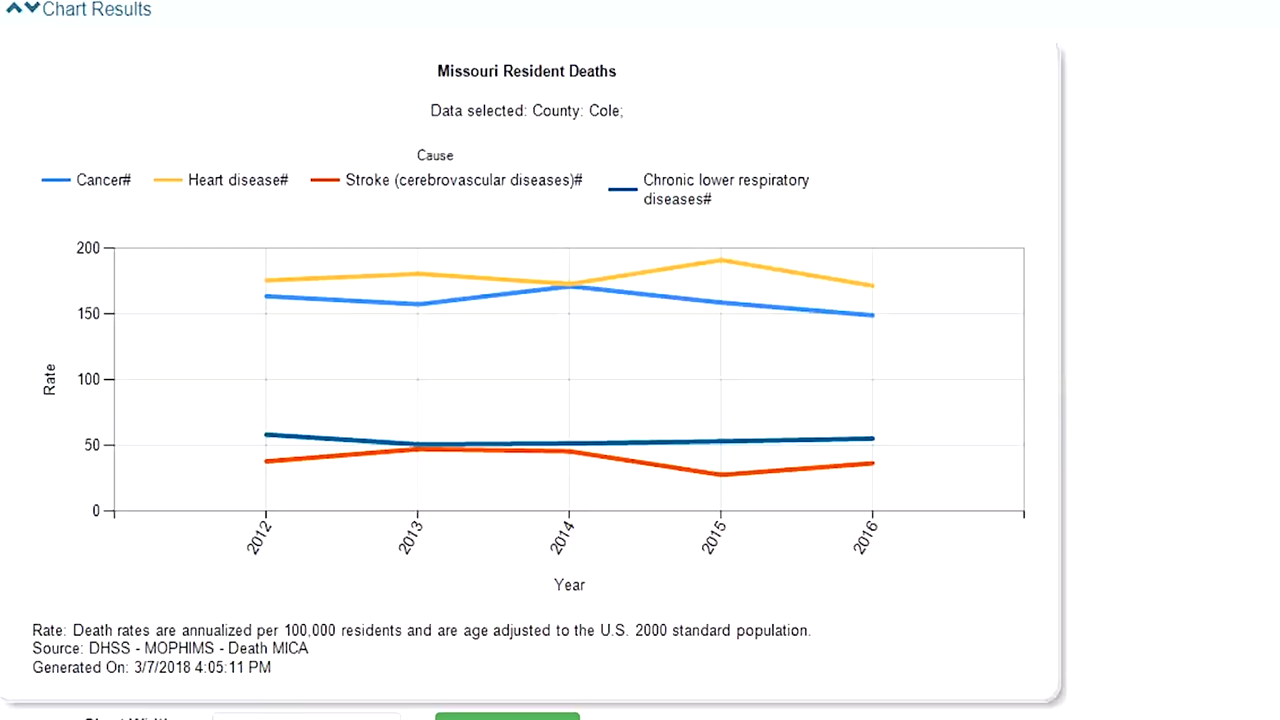 Chart Results
Missouri Resident Deaths
Data selected: County: Cole;
Cause
Cancer# Heart disease# Stroke (cerebrovascular diseases)# Chronic lower respiratory
diseases#
200
150
100
50
0
Rate
2012 2013 2014 2015 2016
Year
Rate: Death rates are annualized per 100,000 residents and are age adjusted to the U.S. 2000 standard population.
Source: DHSS - MOPHIMS - Death MICA
Generated On: 3/7/2018 4:05:11 PM